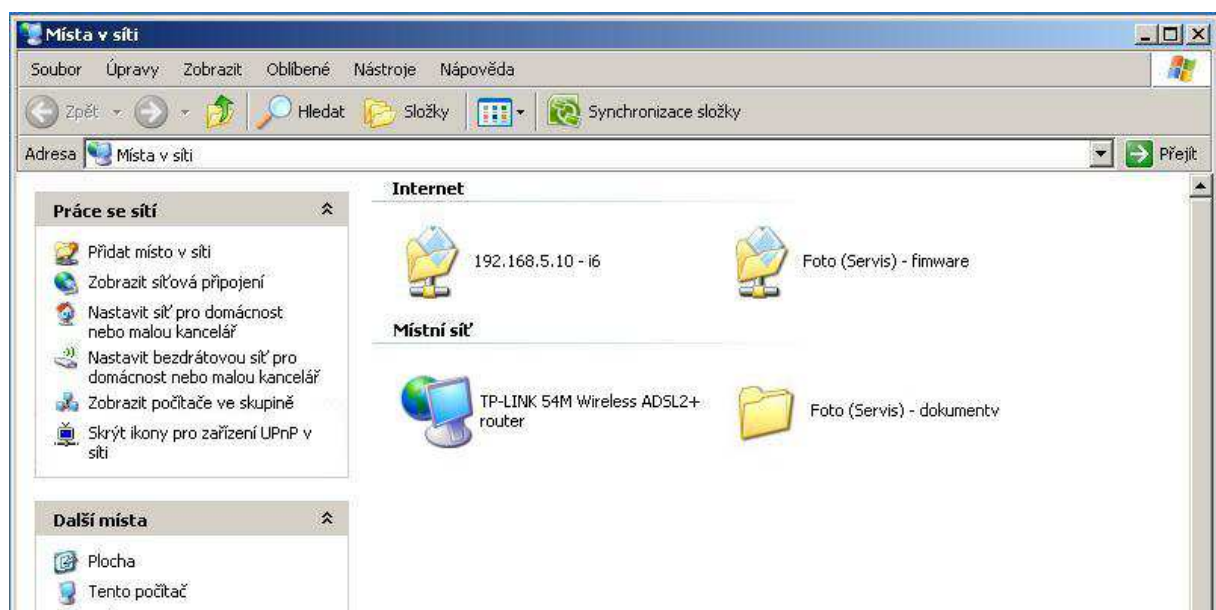 Místa v síti
Soubor Úpravy Zobrazit Oblíbené Nástroje Nápověda
Zpět Hledat Složky Synchronizace složky
Adresa Místa v síti Přejít
Práce se sítí
Přidat místo v síti
Zobrazit síťová připojení
Nastavit síť pro domácnost
nebo malou kancelář
Nastavit bezdrátovou síť pro
domácnost nebo malou kancelář
Zobrazit počítače ve skupině
Skrýt ikony pro zařízení UPnP v
síti
Další místa
Plocha
Tento počítač
Internet
192.168.5.10 - i6
Foto (Servis) - fimware
Místní síť
TP-LINK 54M Wireless ADSL2+
router
Foto (Servis) - dokumentv